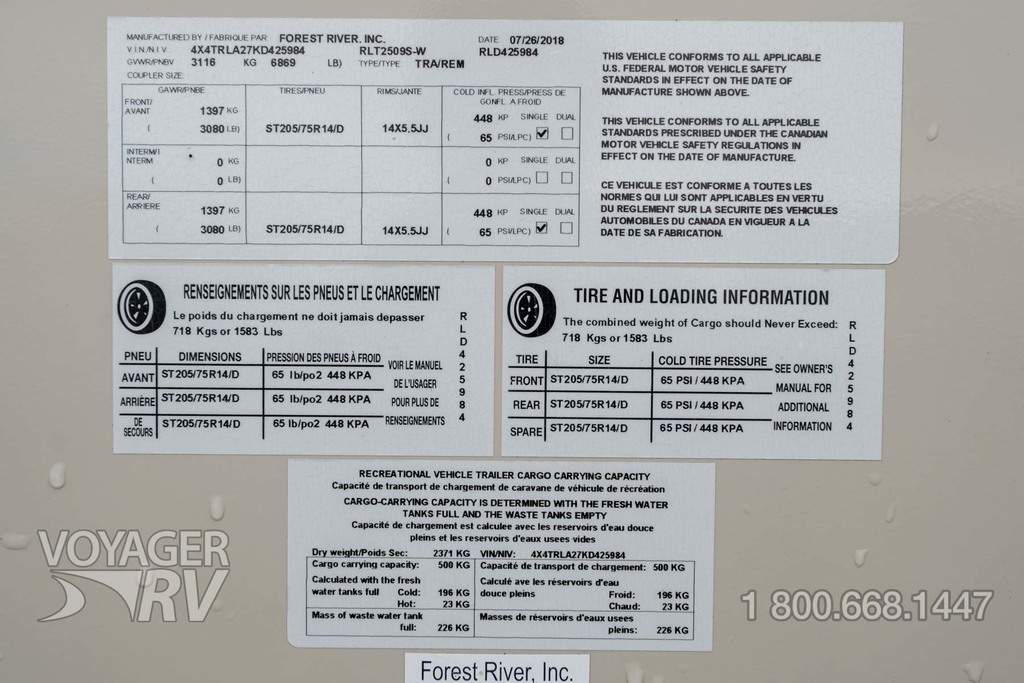 MANUFACTURED BY / FABRIQUE PAR FOREST RIVER, INC. DATE 07/26/2018
V.I.N/N.I.V. 4X4TRLA27KD425984 RLT2509S-W RLD425984
GVWR/PNBV 3116 KG 6869 LB) TYPE/TYPE TRA/REM
COUPLER SIZE:
GAWR/PNBE TIRES/PNEU RIMS/JANTE COLD INFL. PRESS/PRESS DE
GONFL. A FROID
FRONT/
AVANT 1397 KG 448 KP SINGLE DUAL
( 3080 LB) ST205/75R14/D 14X5.5JJ ( 65 PSI/LPC)
INTERM/I
NTERM 0 KG 0 KP SINGLE DUAL
( 0 LB) ( 0 PSI/LPC)
REAR/
ARRIERE 1397 KG 448 KP SINGLE DUAL
( 3080 LB) ST205/75R14/D 14X5.5JJ ( 65 PSI/LPC)
THIS VEHICLE CONFORMS TO ALL APPLICABLE
U.S. FEDERAL MOTOR VEHICLE SAFETY
STANDARDS IN EFFECT ON THE DATE OF
MANUFACTURE SHOWN ABOVE.
THIS VEHICLE CONFORMS TO ALL APPLICABLE
STANDARDS PRESCRIBED UNDER THE CANADIAN
MOTOR VEHICLE SAFETY REGULATIONS IN
EFFECT ON THE DATE OF MANUFACTURE.
CE VEHICULE EST CONFORME A TOUTES LES
NORMES QUI LUI SONT APPLICABLES EN VERTU
DU REGLEMENT SUR LA SECURITE DES VEHICULES
AUTOMOBILES DU CANADA EN VIGUEUR A LA
DATE DE SA FABRICATION.
RENSEIGNEMENTS SUR LES PNEUS ET LE CHARGEMENT
Le poids du chargement ne doit jamais depasser
718 Kgs or 1583 Lbs
PNEU DIMENSIONS PRESSION DES PNEUS À FROID
AVANT ST205/75R14/D 65 lb/po2 448 KPA
ARRIÈRE ST205/75R14/D 65 lb/po2 448 KPA
DE
SECOURS ST205/75R14/D 65 lb/po2 448 KPA
VOIR LE MANUEL
DE L'USAGER
POUR PLUS DE
RENSEIGNEMENTS
RLD425984
TIRE AND LOADING INFORMATION
The combined weight of Cargo should Never Exceed:
718 Kgs or 1583 Lbs
TIRE SIZE COLD TIRE PRESSURE
FRONT ST205/75R14/D 65 PSI / 448 KPA
REAR ST205/75R14/D 65 PSI / 448 KPA
SPARE ST205/75R14/D 65 PSI / 448 KPA
SEE OWNER'S
MANUAL FOR
ADDITIONAL
INFORMATION
RLD425984
RECREATIONAL VEHICLE TRAILER CARGO CARRYING CAPACITY
Capacité de transport de chargement de caravane de véhicule de récréation
CARGO-CARRYING CAPACITY IS DETERMINED WITH THE FRESH WATER
TANKS FULL AND THE WASTE TANKS EMPTY
Capacité de chargement est calculee avec les reservoirs d'eau douce
pleins et les reservoirs d'eaux usees vides
Dry weight/Poids Sec: 2371 KG VIN/NIV: 4X4TRLA27KD425984
Cargo carrying capacity: 500 KG Capacité de transport de chargement: 500 KG
Calculated with the fresh Calculé ave les réservoirs d'eau
water tanks full Cold: 196 KG douce pleins Froid: 196 KG
Hot: 23 KG Chaud: 23 KG
Mass of waste water tank Masses de réservoirs d'eaux usees
full: 226 KG pleins: 226 KG
Forest River, Inc.
VOYAGER
RV
1 800.668.1447